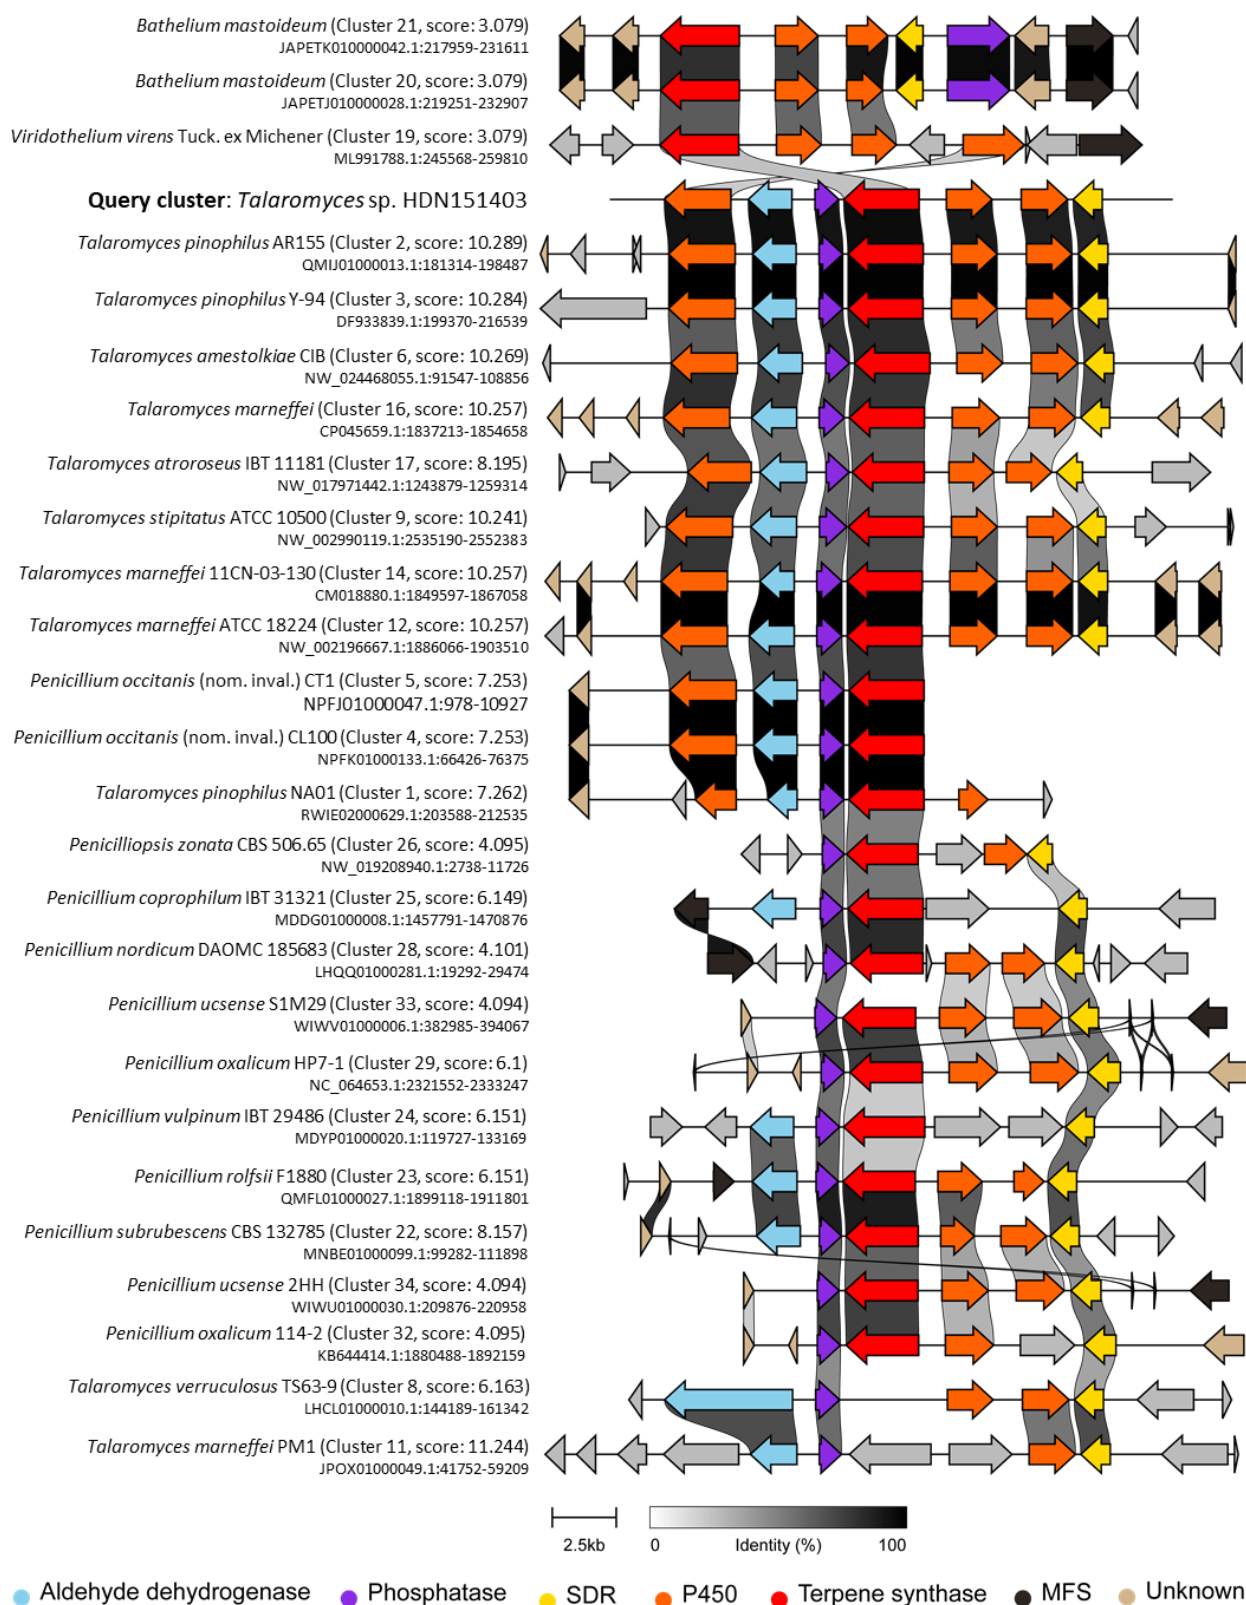 Bathelium mastoideum (Cluster 21, score: 3.079)
JAPETK010000042.1:217959-231611
Bathelium mastoideum (Cluster 20, score: 3.079)
JAPETJ010000028.1:219251-232907
Viridothelium virens Tuck. ex Michener (Cluster 19, score: 3.079)
ML991788.1:245568-259810
Query cluster: Talaromyces sp. HDN151403
Talaromyces pinophilus AR155 (Cluster 2, score: 10.289)
QMIJ01000013.1:181314-198487
Talaromyces pinophilus Y-94 (Cluster 3, score: 10.284)
DF933839.1:199370-216539
Talaromyces amestolkiae CIB (Cluster 6, score: 10.269)
NW_024468055.1:91547-108856
Talaromyces marneffei (Cluster 16, score: 10.257)
CP045659.1:1837213-1854658
Talaromyces atroroseus IBT 11181 (Cluster 17, score: 8.195)
NW_017971442.1:1243879-1259314
Talaromyces stipitatus ATCC 10500 (Cluster 9, score: 10.241)
NW_002990119.1:2535190-2552383
Talaromyces marneffei 11CN-03-130 (Cluster 14, score: 10.257)
CM018880.1:1849597-1867058
Talaromyces marneffei ATCC 18224 (Cluster 12, score: 10.257)
NW_002196667.1:1886066-1903510
Penicillium occitanis (nom. inval.) CT1 (Cluster 5, score: 7.253)
NPFJ01000047.1:978-10927
Penicillium occitanis (nom. inval.) CL100 (Cluster 4, score: 7.253)
NPFK01000133.1:66426-76375
Talaromyces pinophilus NA01 (Cluster 1, score: 7.262)
RWIE02000629.1:203588-212535
Penicilliopsis zonata CBS 506.65 (Cluster 26, score: 4.095)
NW_019208940.1:2738-11726
Penicillium coprophilum IBT 31321 (Cluster 25, score: 6.149)
MDDG01000008.1:1457791-1470876
Penicillium nordicum DAOMC 185683 (Cluster 28, score: 4.101)
LHQQ01000281.1:19292-29474
Penicillium ucsense S1M29 (Cluster 33, score: 4.094)
WIWV01000006.1:382985-394067
Penicillium oxalicum HP7-1 (Cluster 29, score: 6.1)
NC_064653.1:2321552-2333247
Penicillium vulpinum IBT 29486 (Cluster 24, score: 6.151)
MDYP01000020.1:119727-133169
Penicillium rolfsii F1880 (Cluster 23, score: 6.151)
QMFL01000027.1:1899118-1911801
Penicillium subrubescens CBS 132785 (Cluster 22, score: 8.157)
MNBE01000099.1:99282-111898
Penicillium ucsense 2HH (Cluster 34, score: 4.094)
WIWU01000030.1:209876-220958
Penicillium oxalicum 114-2 (Cluster 32, score: 4.095)
KB644414.1:1880488-1892159
Talaromyces verruculosus TS63-9 (Cluster 8, score: 6.163)
LHCL01000010.1:144189-161342
Talaromyces marneffei PM1 (Cluster 11, score: 11.244)
JPOX01000049.1:41752-59209
2.5kb
0 Identity (%) 100
Aldehyde dehydrogenase Phosphatase SDR P450 Terpene synthase MFS Unknown